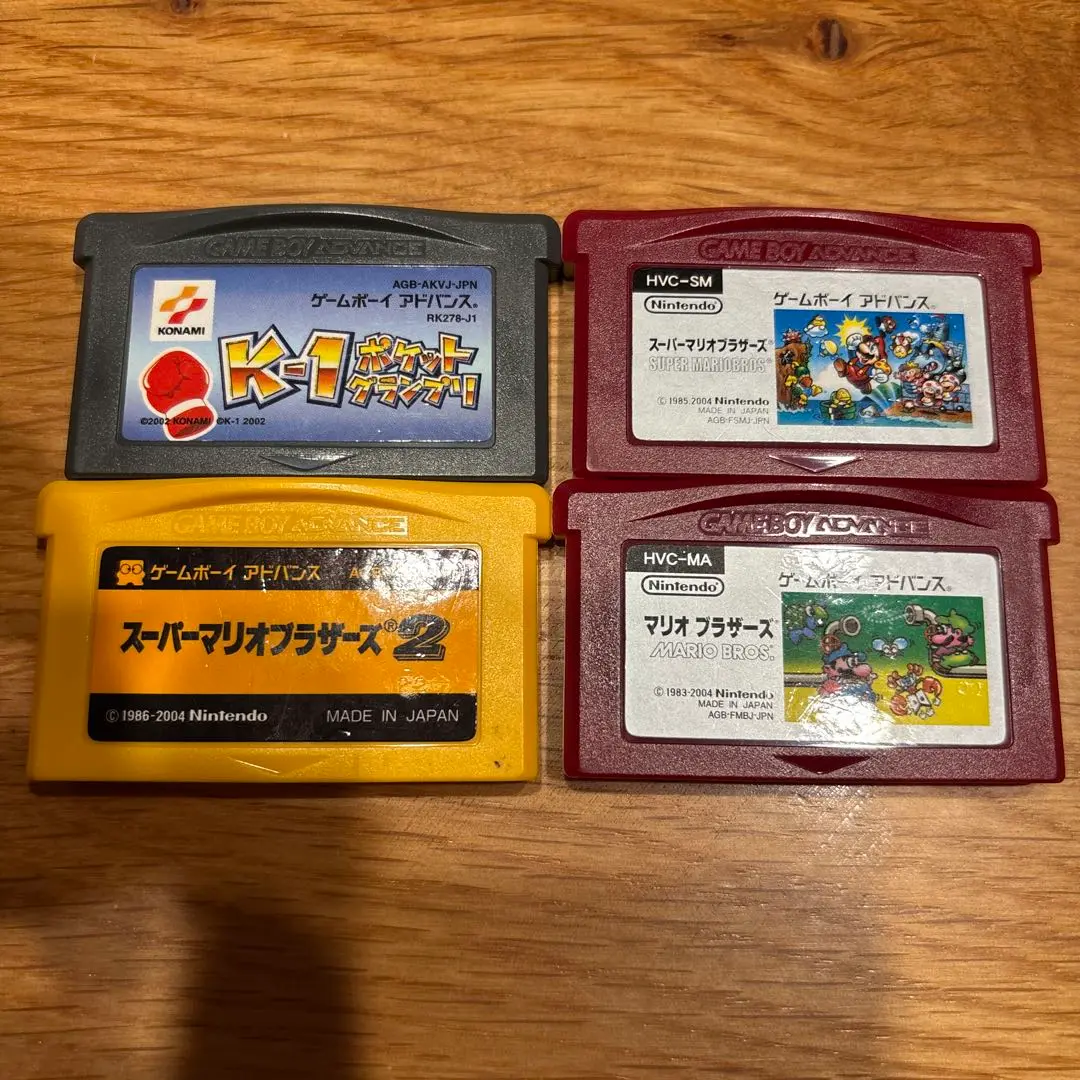 GAME BOY ADVANCE
AGB-AKVJ-JPN
ゲームボーイ アドバンス®
RK278-J1
KONAMI
K-1 ポケット
グランプリ
©2002 KONAMI ©K-1 2002
GAME BOY ADVANCE
HVC-SM
Nintendo®
ゲームボーイ アドバンス®
スーパーマリオブラザーズ®
SUPER MARIOBROS®
© 1985-2004 Nintendo
MADE IN JAPAN
AGB-FSMJ-JPN
GAME BOY ADVANCE
ゲームボーイ アドバンス
スーパーマリオブラザーズ®2
© 1986-2004 Nintendo MADE IN JAPAN
GAME BOY ADVANCE
HVC-MA
Nintendo®
ゲームボーイ アドバンス®
マリオ ブラザーズ®
MARIO BROS.
© 1983-2004 Nintendo
MADE IN JAPAN
AGB-FMBJ-JPN